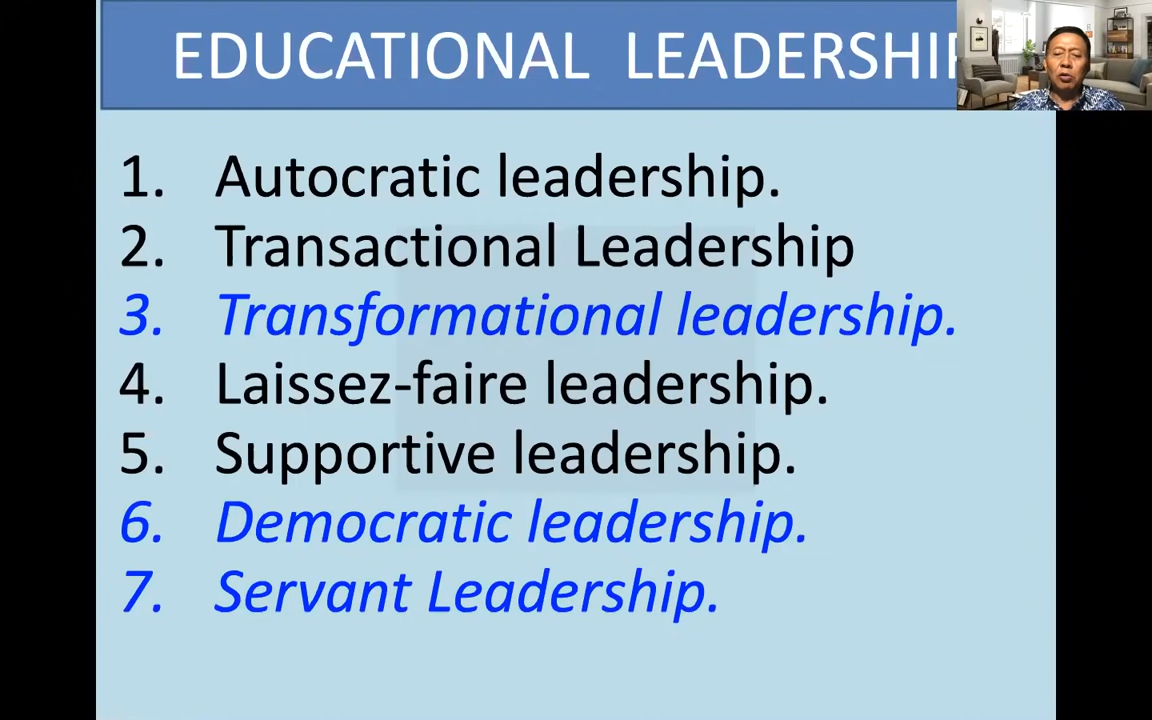 EDUCATIONAL LEADERSHI
1. Autocratic leadership.
2. Transactional Leadership
3. Transformational leadership.
4. Laissez-faire leadership.
5. Supportive leadership.
6. Democratic leadership.
7. Servant Leadership.